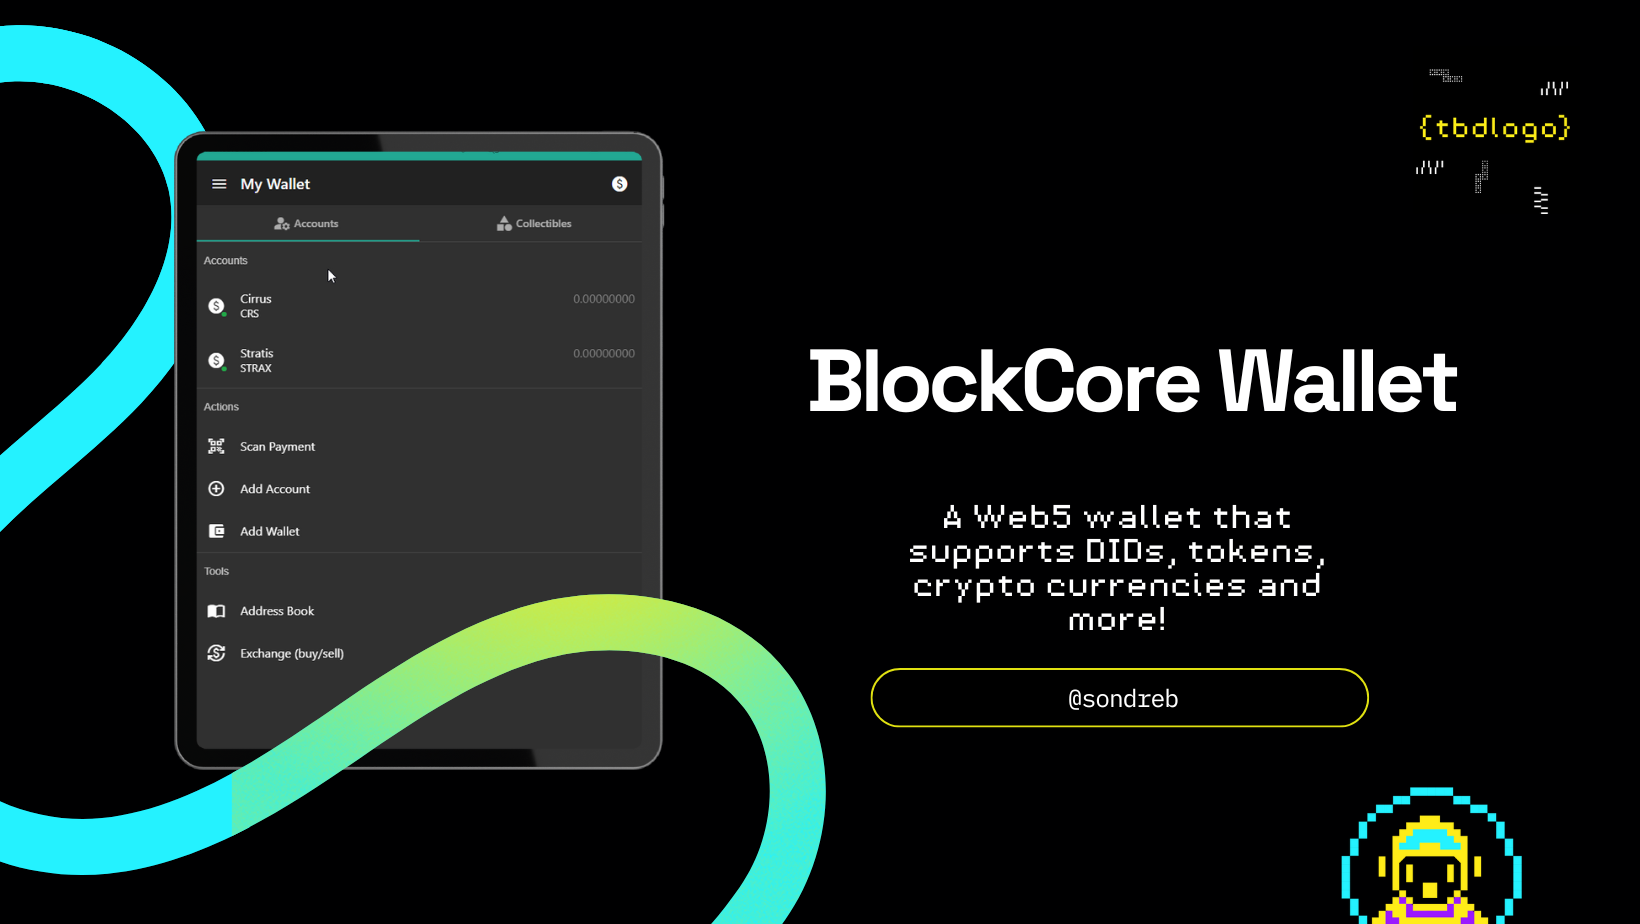 {tbdlogo}
My Wallet
Accounts
Collectibles
Accounts
Cirrus
0.00000000
CRS
Stratis
0.00000000
STRAX
Actions
Scan Payment
Add Account
Add Wallet
Tools
Address Book
Exchange (buy/sell)
BlockCore Wallet
A Web5 wallet that
supports DIDs, tokens,
crypto currencies and
more!
@sondreb